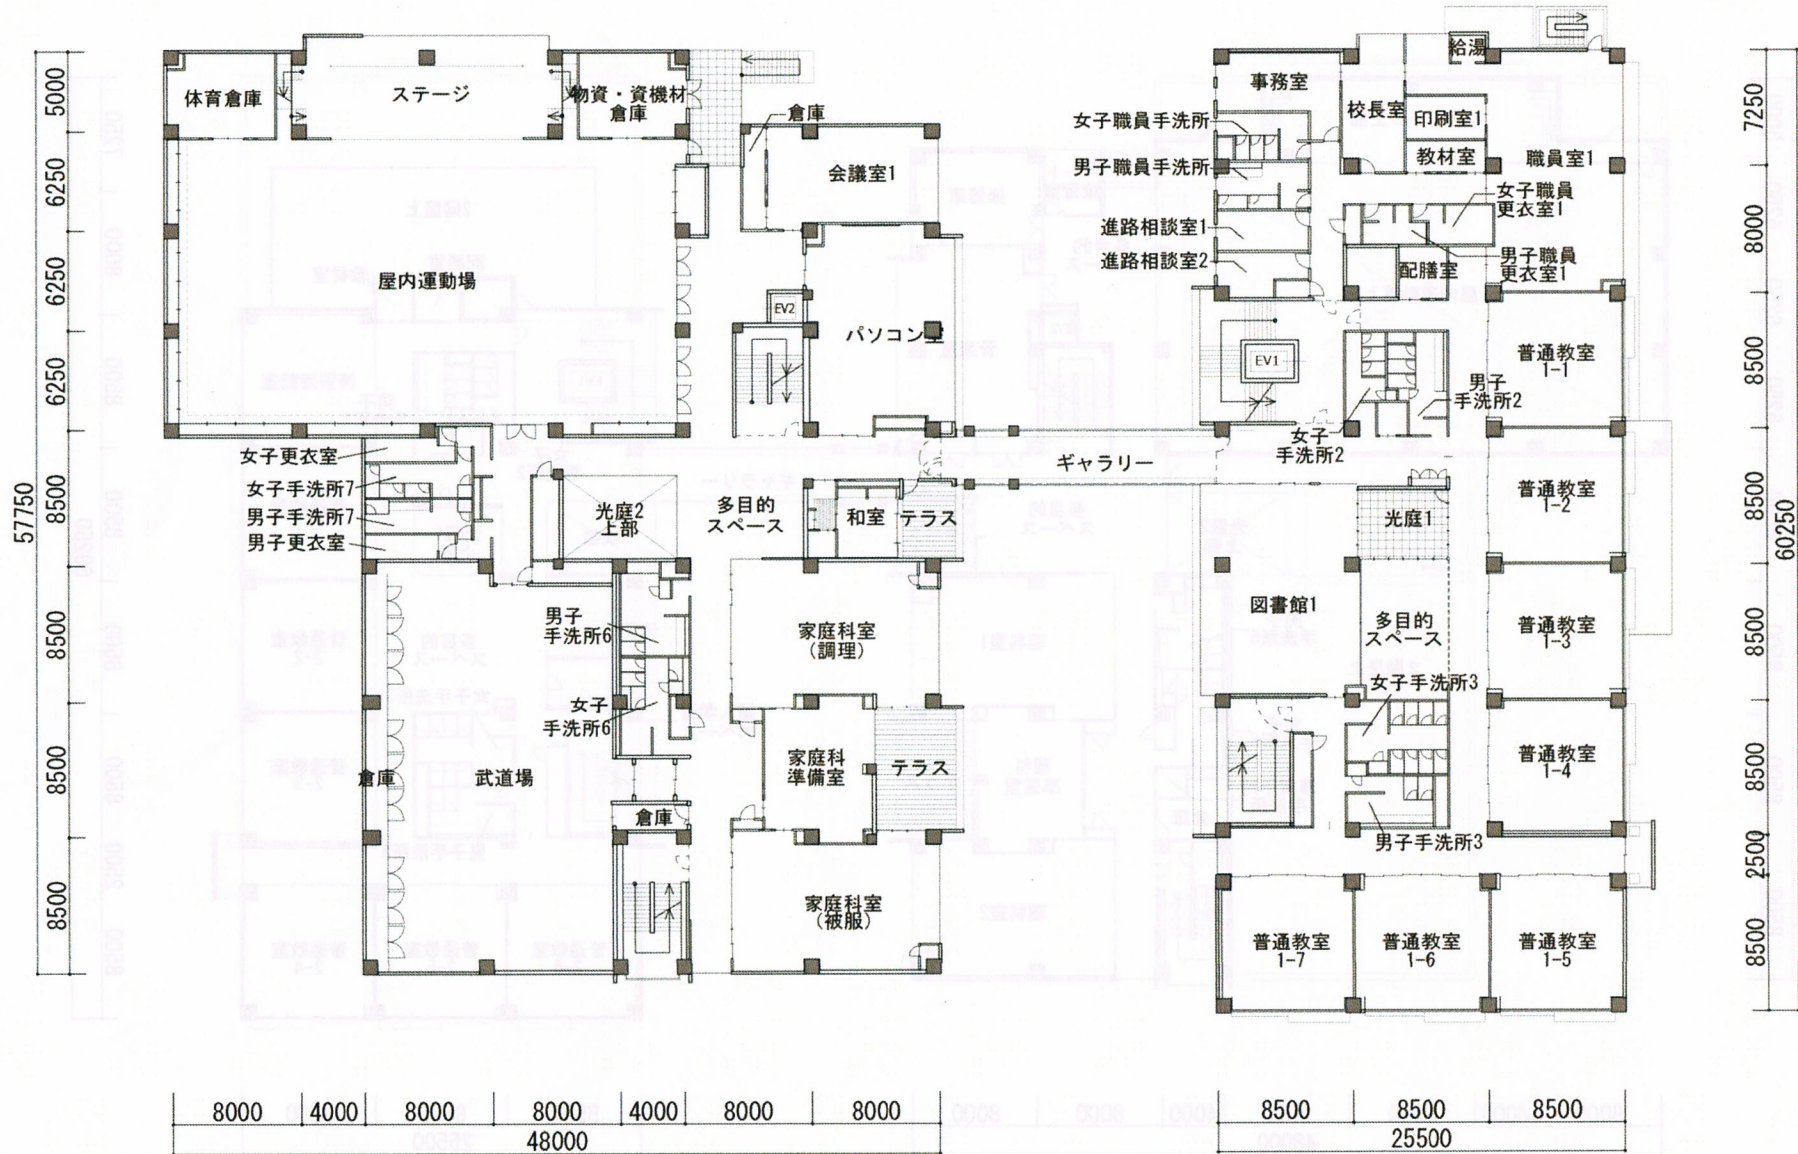 体育倉庫
ステージ
物資・資機材
倉庫
倉庫
会議室1
屋内運動場
EV2
パソコン室
女子更衣室
女子手洗所7
男子手洗所7
男子更衣室
光庭2
上部
多目的
スペース
和室
テラス
ギャラリー
男子
手洗所6
女子
手洗所6
家庭科室
(調理)
倉庫
武道場
家庭科
準備室
テラス
倉庫
家庭科室
(被服)
事務室
給湯
校長室
印刷室1
女子職員手洗所
教材室
職員室1
男子職員手洗所
女子職員
更衣室1
進路相談室1
進路相談室2
配膳室
男子職員
更衣室1
EV1
普通教室
1-1
男子
手洗所2
女子
手洗所2
普通教室
1-2
光庭1
図書館1
多目的
スペース
普通教室
1-3
女子手洗所3
普通教室
1-4
男子手洗所3
普通教室
1-7
普通教室
1-6
普通教室
1-5
5000
6250
6250
6250
8500
8500
8500
8500
57750
7250
8000
8500
8500
8500
8500
2500
8500
60250
8000 4000 8000 8000 4000 8000 8000
48000
8500 8500 8500
25500